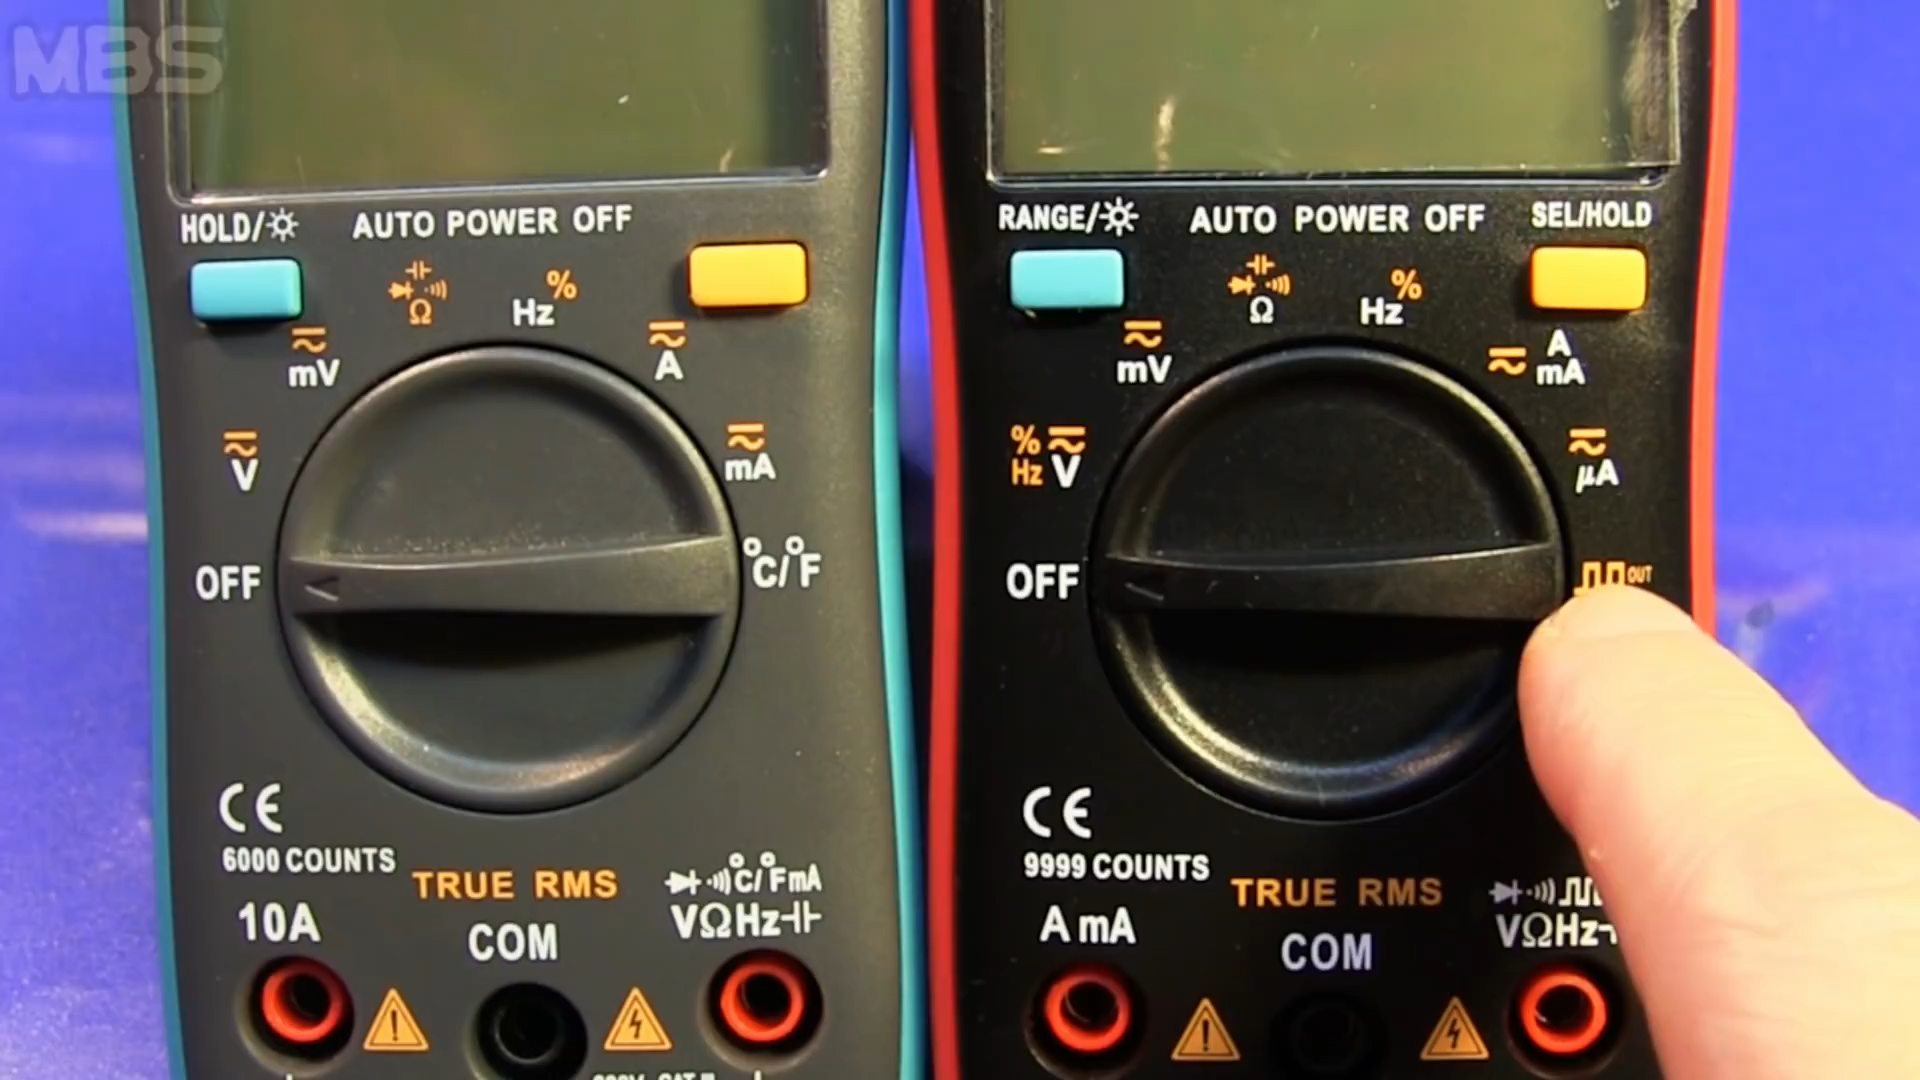 MBS
HOLD/
AUTO POWER OFF
%
Hz
Ω
mV
A
V
mA
OFF
°C/°F
CE
6000 COUNTS
TRUE RMS
°C/°FmA
VΩHz
10A
COM
RANGE/
AUTO POWER OFF
SEL/HOLD
%
Hz
Ω
mV
A
mA
%
Hz V
µA
OFF
OUT
CE
9999 COUNTS
TRUE RMS
A mA
COM
VΩHz